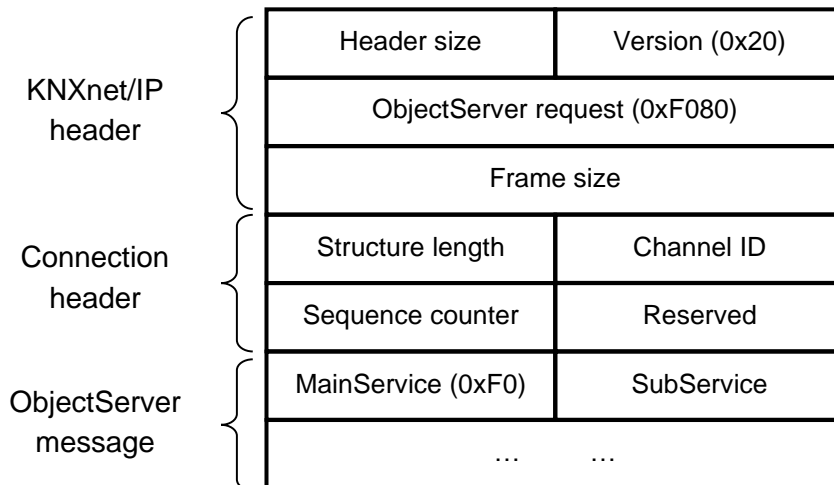 Header size
Version (0x20)
KNXnet/IP
header
ObjectServer request (0xF080)
Frame size
Connection
header
Structure length
Channel ID
Sequence counter
Reserved
ObjectServer
message
MainService (0xF0)
SubService
… …